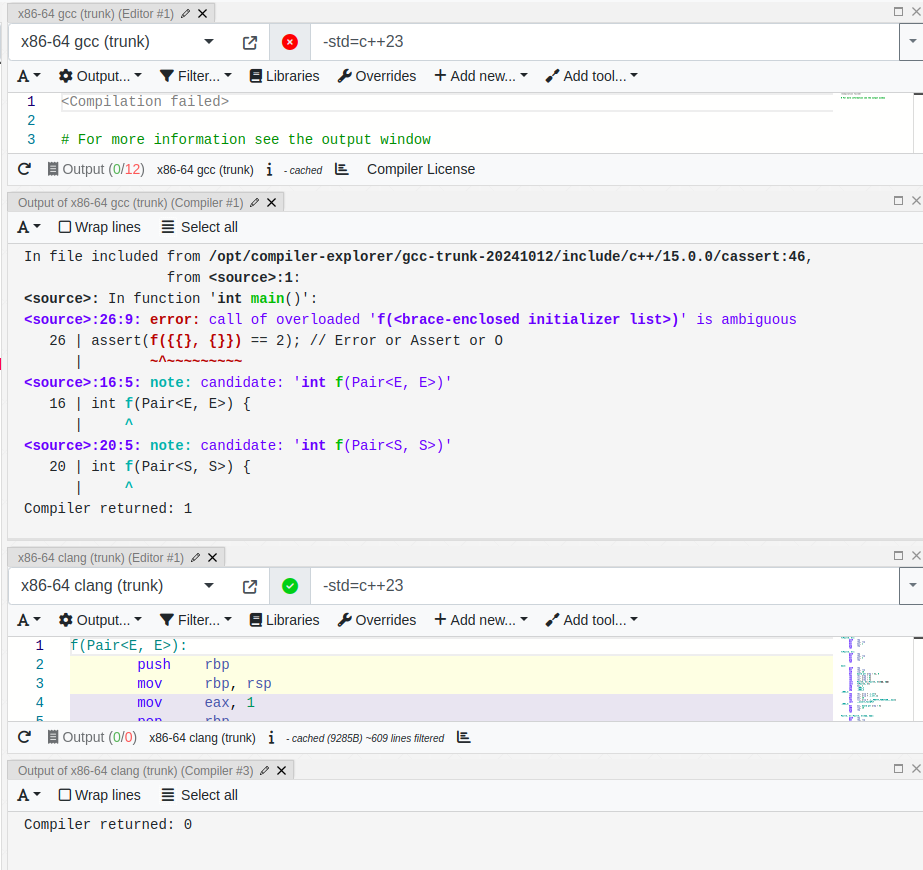 x86-64 gcc (trunk) (Editor #1)
x86-64 gcc (trunk) -std=c++23
A Output... Filter... Libraries Overrides + Add new... Add tool...
1 <Compilation failed>
2
3 # For more information see the output window
Output (0/12) x86-64 gcc (trunk) i - cached Compiler License
Output of x86-64 gcc (trunk) (Compiler #1)
A Wrap lines Select all
In file included from /opt/compiler-explorer/gcc-trunk-20241012/include/c++/15.0.0/cassert:46,
from <source>:1:
<source>: In function 'int main()':
<source>:26:9: error: call of overloaded 'f(<brace-enclosed initializer list>)' is ambiguous
26 | assert(f({{}, {}}) == 2); // Error or Assert or O
| ~^~~~~~~~~~
<source>:16:5: note: candidate: 'int f(Pair<E, E>)'
16 | int f(Pair<E, E>) {
| ^
<source>:20:5: note: candidate: 'int f(Pair<S, S>)'
20 | int f(Pair<S, S>) {
| ^
Compiler returned: 1
x86-64 clang (trunk) (Editor #1)
x86-64 clang (trunk) -std=c++23
A Output... Filter... Libraries Overrides + Add new... Add tool...
1 f(Pair<E, E>):
2 push rbp
3 mov rbp, rsp
4 mov eax, 1
5 pop rbp
Output (0/0) x86-64 clang (trunk) i - cached (9285B) ~609 lines filtered
Output of x86-64 clang (trunk) (Compiler #3)
A Wrap lines Select all
Compiler returned: 0